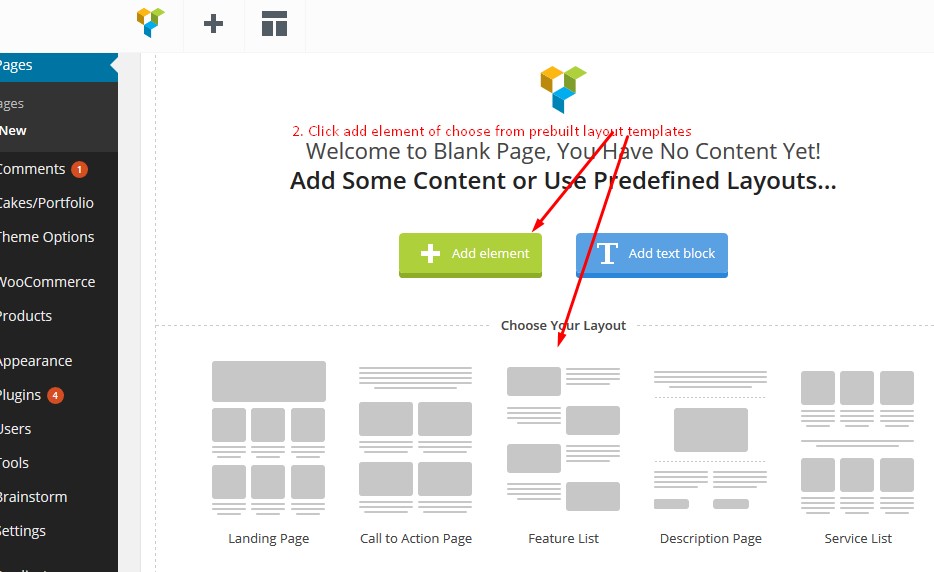 Pages
ages
New
Comments 1
Cakes/Portfolio
Theme Options
WooCommerce
Products
Appearance
Plugins 4
Users
Tools
Brainstorm
Settings
2. Click add element of choose from prebuilt layout templates
Welcome to Blank Page, You Have No Content Yet!
Add Some Content or Use Predefined Layouts...
Add element
T Add text block
Choose Your Layout
Landing Page
Call to Action Page
Feature List
Description Page
Service List